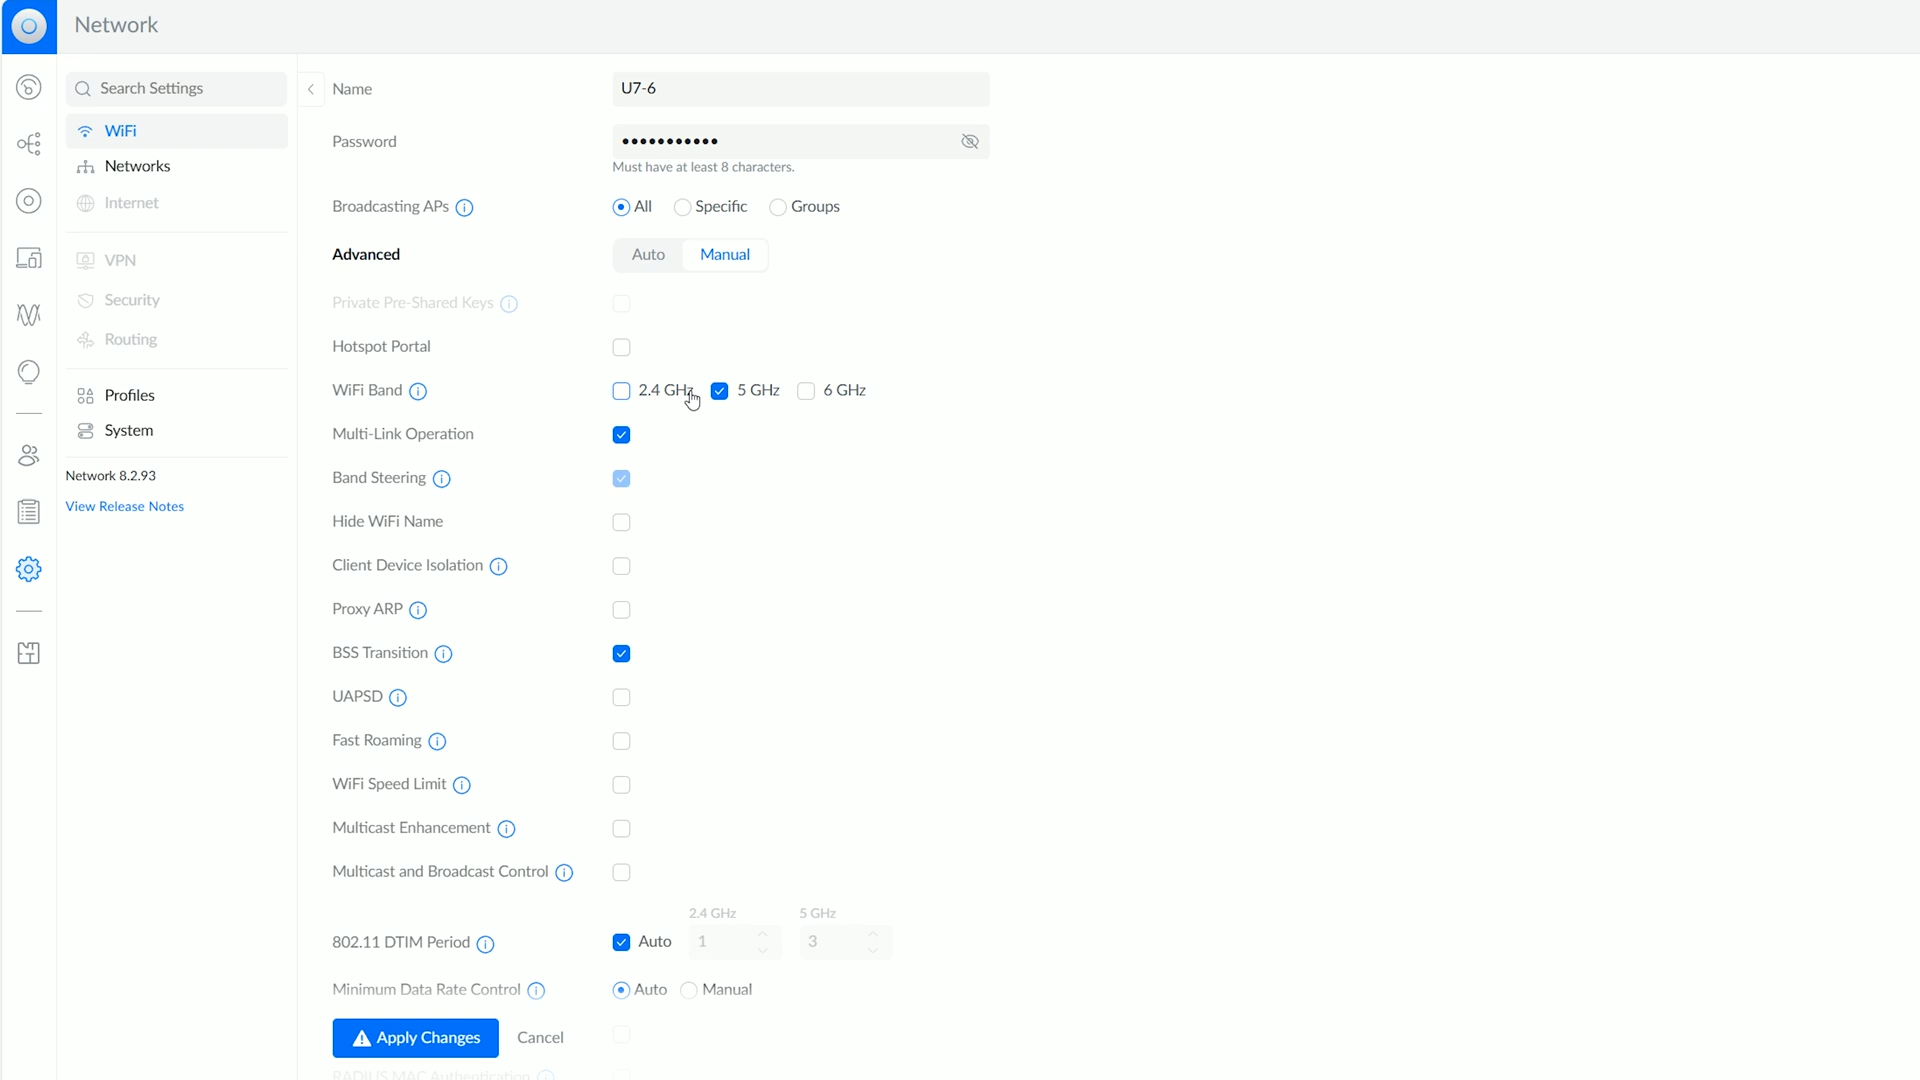 Network
Search Settings
WiFi
Networks
Internet
VPN
Security
Routing
Profiles
System
Network 8.2.93
View Release Notes
Name U7-6
Password •••••••••••
Must have at least 8 characters.
Broadcasting APs All Specific Groups
Advanced Auto Manual
Private Pre-Shared Keys
Hotspot Portal
WiFi Band 2.4 GHz 5 GHz 6 GHz
Multi-Link Operation
Band Steering
Hide WiFi Name
Client Device Isolation
Proxy ARP
BSS Transition
UAPSD
Fast Roaming
WiFi Speed Limit
Multicast Enhancement
Multicast and Broadcast Control
2.4 GHz 5 GHz
802.11 DTIM Period Auto 1 3
Minimum Data Rate Control Auto Manual
Apply Changes Cancel
RADIUS MAC Authentication